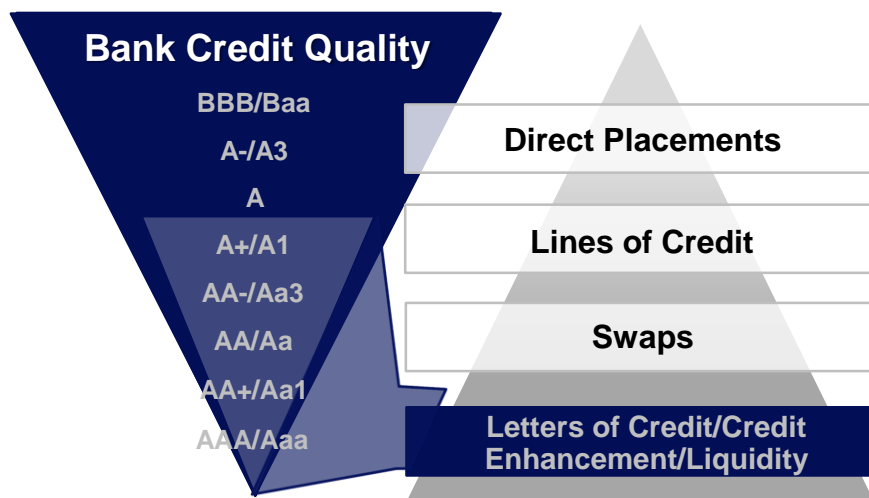 Bank Credit Quality
BBB/Baa
A-/A3
A
A+/A1
AA-/Aa3
AA/Aa
AA+/Aa1
AAA/Aaa
Direct Placements
Lines of Credit
Swaps
Letters of Credit/Credit
Enhancement/Liquidity